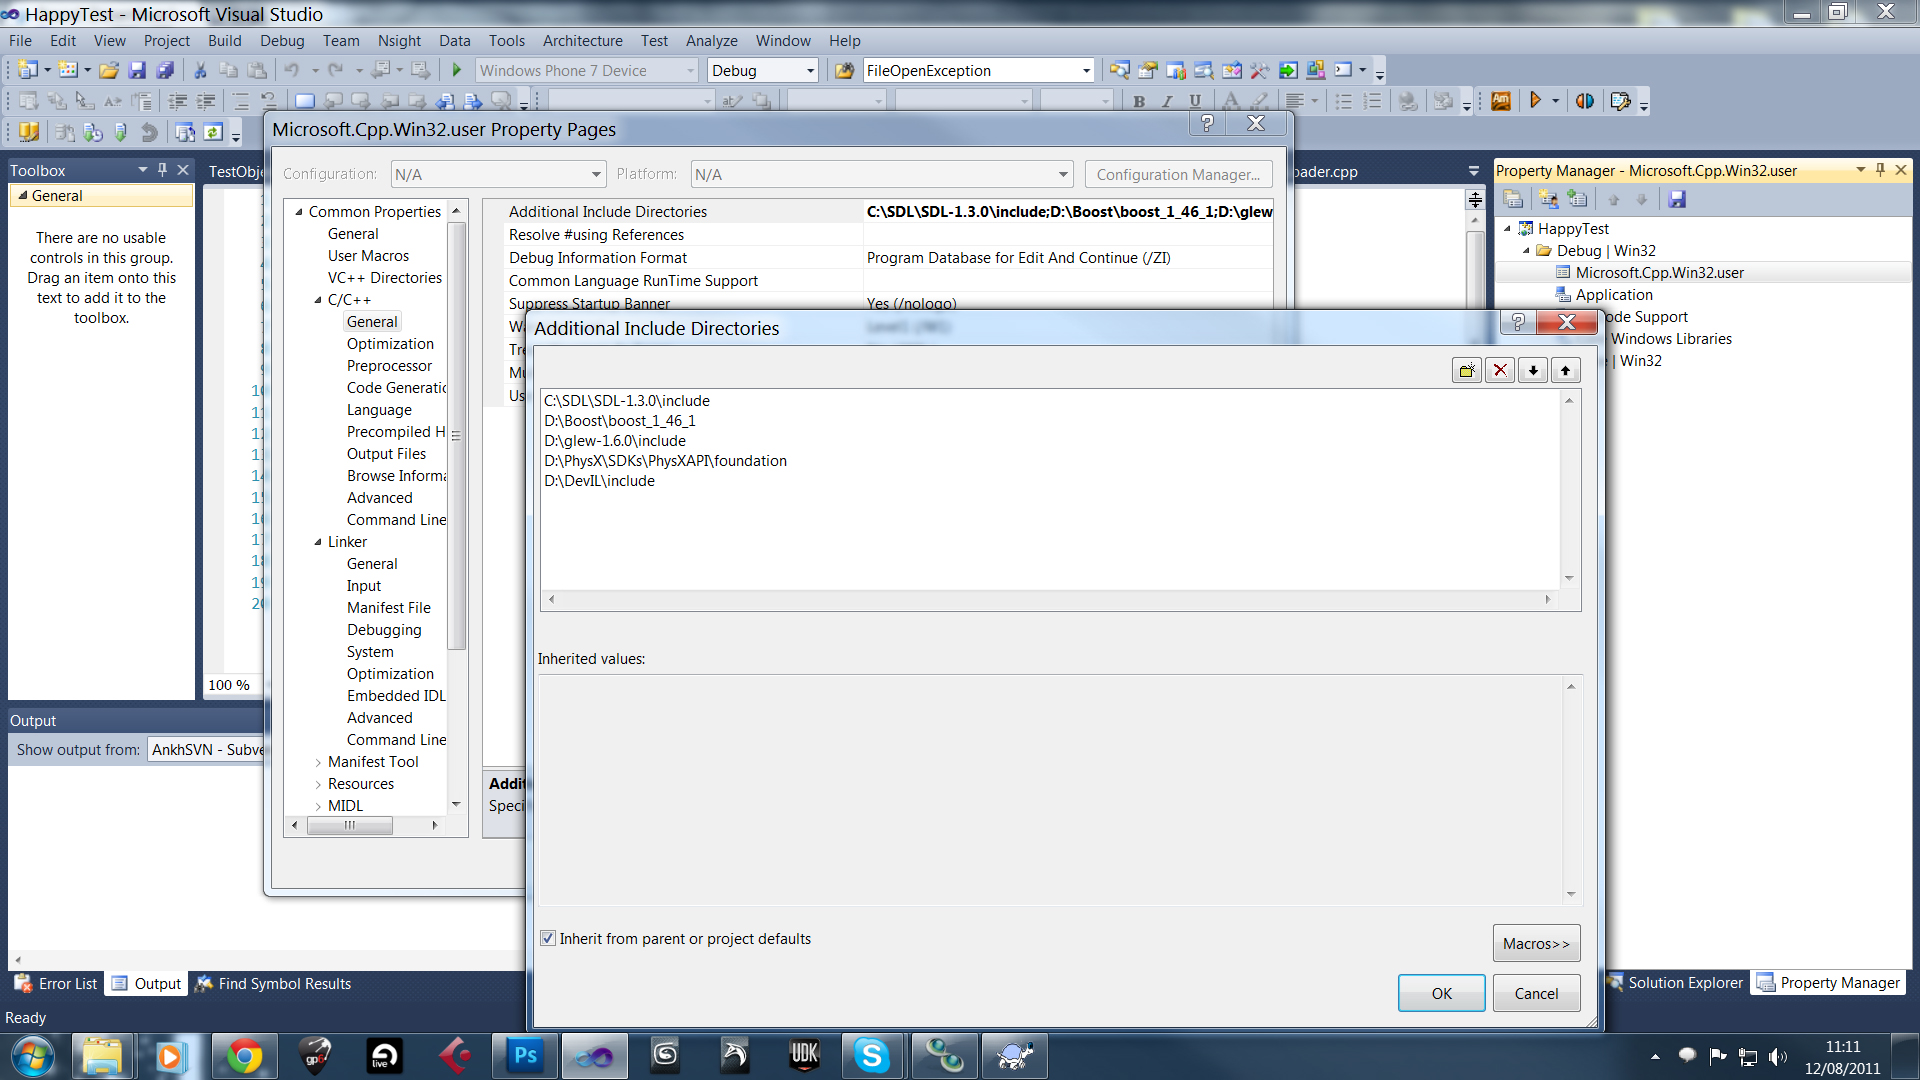 HappyTest - Microsoft Visual Studio
File Edit View Project Build Debug Team Nsight Data Tools Architecture Test Analyze Window Help
Windows Phone 7 Device Debug FileOpenException
Microsoft.Cpp.Win32.user Property Pages
Configuration: N/A Platform: N/A Configuration Manager...
Toolbox
General
There are no usable
controls in this group.
Drag an item onto this
text to add it to the
toolbox.
TestObje
oader.cpp
100 %
Common Properties
General
User Macros
VC++ Directories
C/C++
General
Optimization
Preprocessor
Code Generatic
Language
Precompiled H
Output Files
Browse Informa
Advanced
Command Line
Linker
General
Input
Manifest File
Debugging
System
Optimization
Embedded IDL
Advanced
Command Line
Manifest Tool
Resources
MIDL
Additional Include Directories C:\SDL\SDL-1.3.0\include;D:\Boost\boost_1_46_1;D:\glew
Resolve #using References
Debug Information Format Program Database for Edit And Continue (/ZI)
Common Language RunTime Support
Suppress Startup Banner Yes (/nologo)
Wa
Tre
Mu
Us
Addit
Speci
Additional Include Directories
C:\SDL\SDL-1.3.0\include
D:\Boost\boost_1_46_1
D:\glew-1.6.0\include
D:\PhysX\SDKs\PhysXAPI\foundation
D:\DevIL\include
Inherited values:
Inherit from parent or project defaults
Macros>>
OK Cancel
Property Manager - Microsoft.Cpp.Win32.user
HappyTest
Debug | Win32
Microsoft.Cpp.Win32.user
Application
ode Support
Windows Libraries
| Win32
Output
Show output from: AnkhSVN - Subve
Error List Output Find Symbol Results
Solution Explorer Property Manager
Ready
gp6 live Ps UDK
11:11
12/08/2011